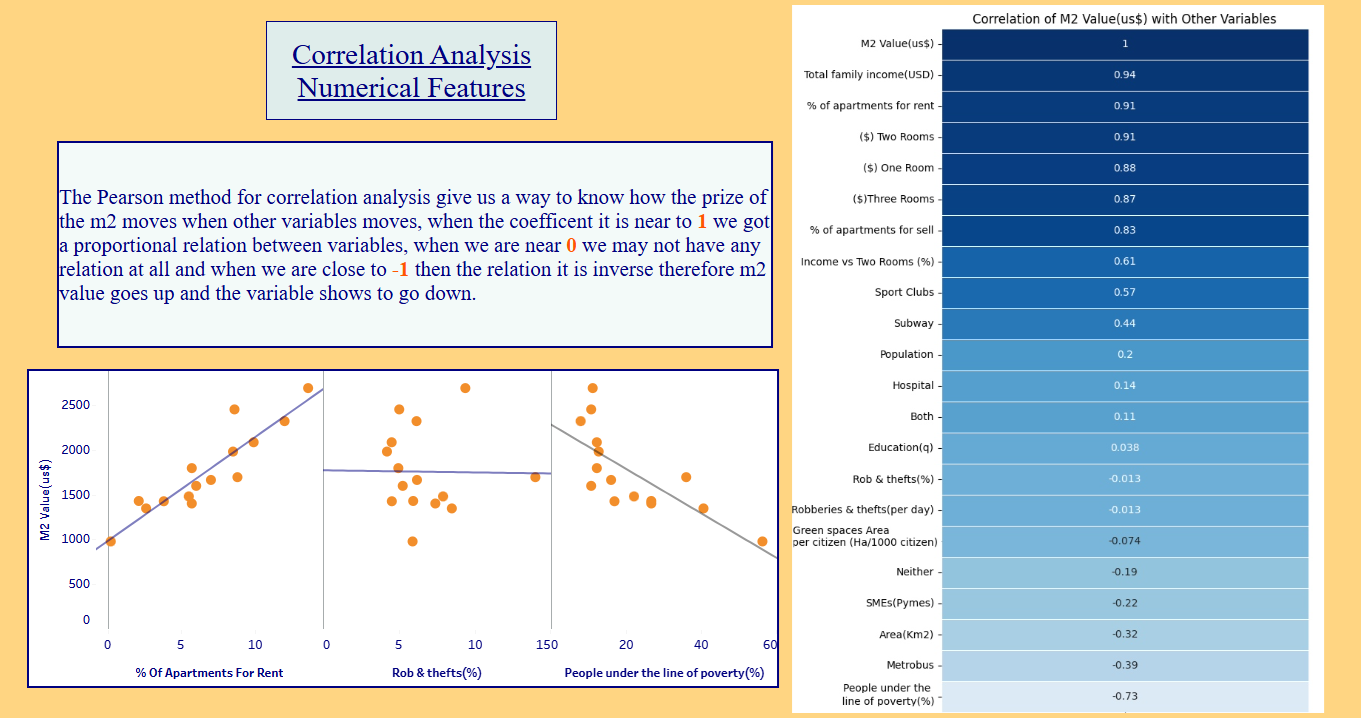 Correlation Analysis
Numerical Features
The Pearson method for correlation analysis give us a way to know how the prize of
the m2 moves when other variables moves, when the coefficent it is near to 1 we got
a proportional relation between variables, when we are near 0 we may not have any
relation at all and when we are close to -1 then the relation it is inverse therefore m2
value goes up and the variable shows to go down.
M2 Value(us$)
2500
2000
1500
1000
500
0
0 5 10 0 5 10 150 20 40 60
% Of Apartments For Rent Rob & thefts(%) People under the line of poverty(%)
Correlation of M2 Value(us$) with Other Variables
M2 Value(us$) 1
Total family income(USD) 0.94
% of apartments for rent 0.91
($) Two Rooms 0.91
($) One Room 0.88
($)Three Rooms 0.87
% of apartments for sell 0.83
Income vs Two Rooms (%) 0.61
Sport Clubs 0.57
Subway 0.44
Population 0.2
Hospital 0.14
Both 0.11
Education(q) 0.038
Rob & thefts(%) -0.013
Robberies & thefts(per day) -0.013
Green spaces Area
per citizen (Ha/1000 citizen) -0.074
Neither -0.19
SMEs(Pymes) -0.22
Area(Km2) -0.32
Metrobus -0.39
People under the
line of poverty(%) -0.73